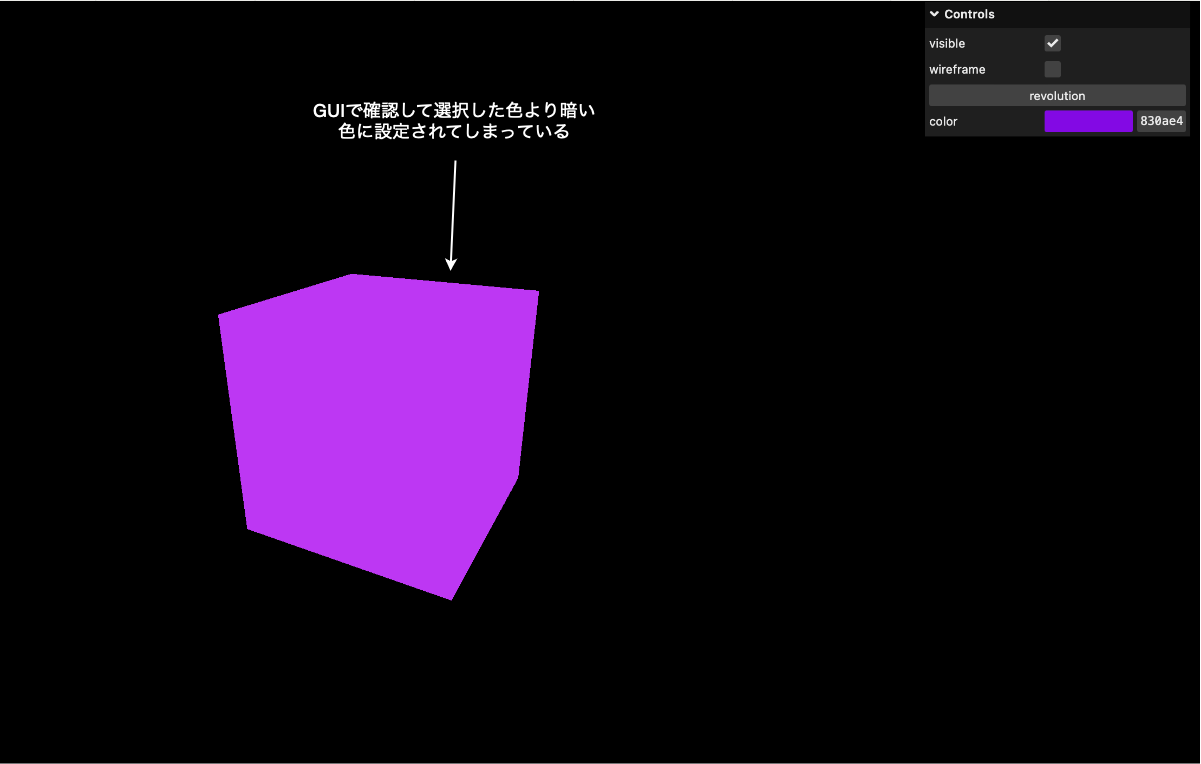 Controls
visible
wireframe
revolution
color 830ae4
GUIで確認して選択した色より暗い
色に設定されてしまっている